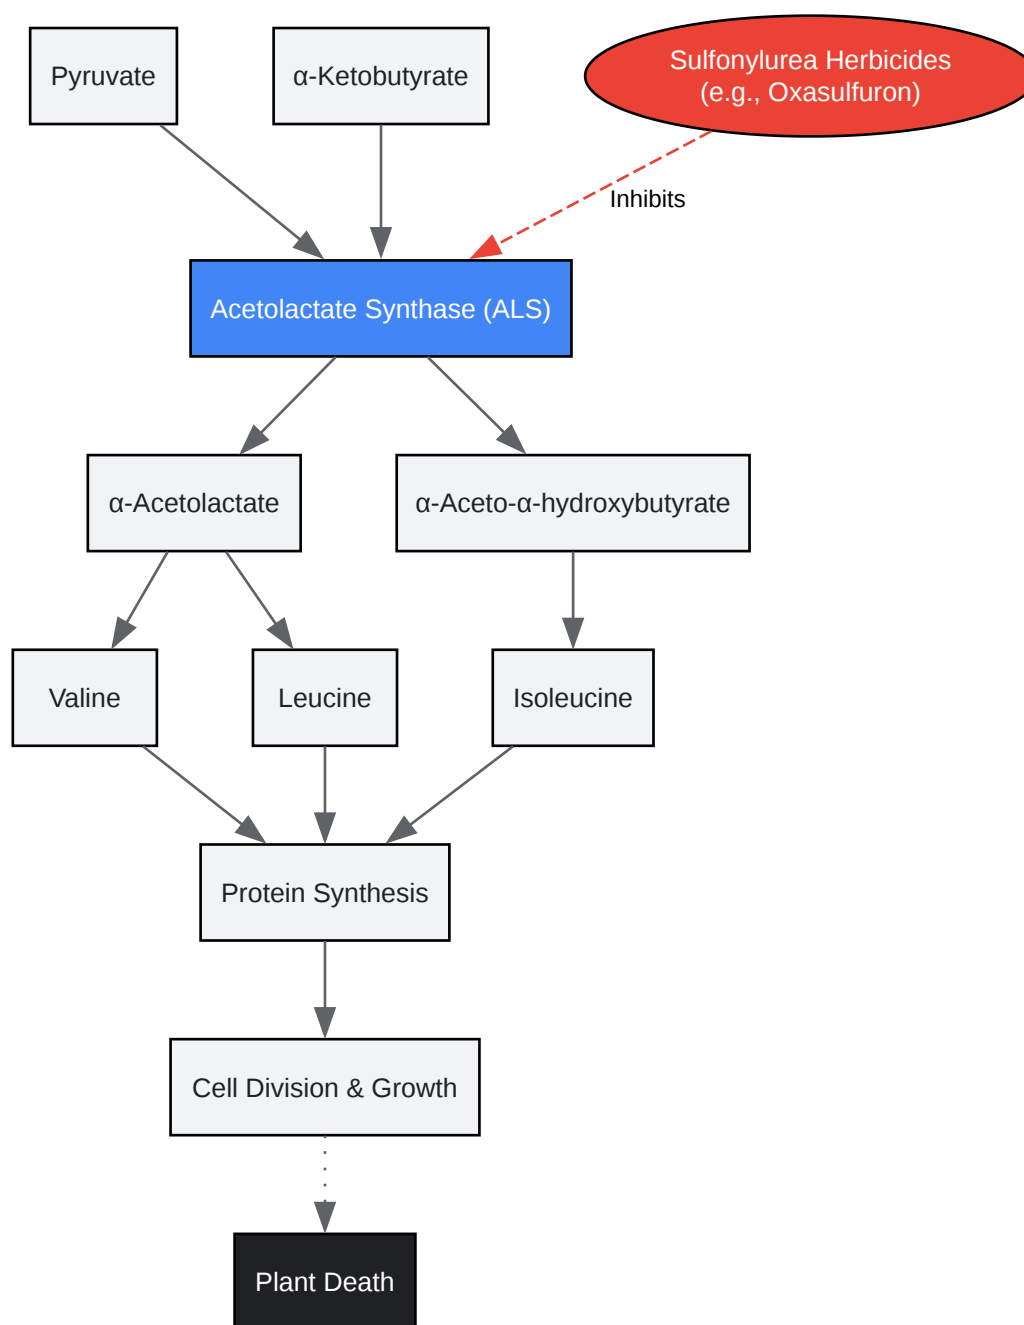 Pyruvate
α-Ketobutyrate
Sulfonylurea Herbicides
(e.g., Oxasulfuron)
Inhibits
Acetolactate Synthase (ALS)
α-Acetolactate
α-Aceto-α-hydroxybutyrate
Valine
Leucine
Isoleucine
Protein Synthesis
Cell Division & Growth
Plant Death